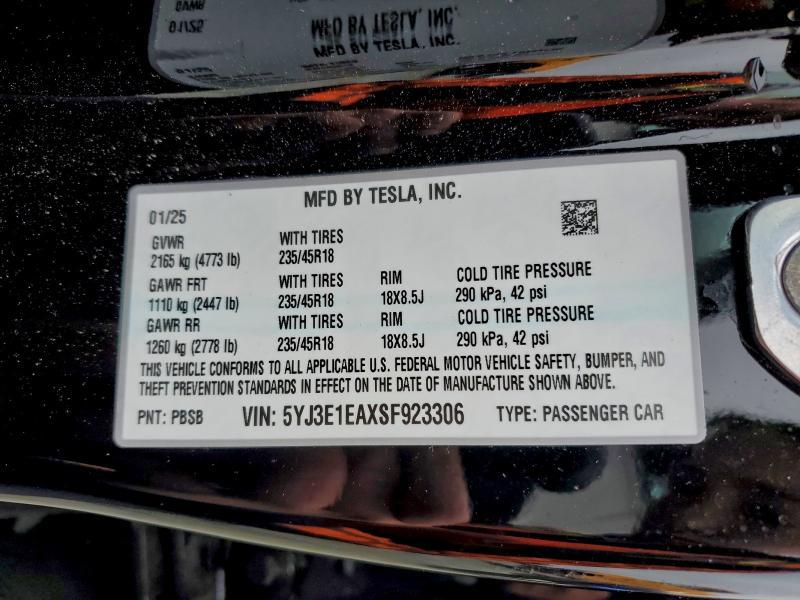 GVWR
01/25
MFD BY TESLA, INC.
MFD BY TESLA, INC.
01/25
GVWR WITH TIRES
2165 kg (4773 lb) 235/45R18
GAWR FRT WITH TIRES RIM COLD TIRE PRESSURE
1110 kg (2447 lb) 235/45R18 18X8.5J 290 kPa, 42 psi
GAWR RR WITH TIRES RIM COLD TIRE PRESSURE
1260 kg (2778 lb) 235/45R18 18X8.5J 290 kPa, 42 psi
THIS VEHICLE CONFORMS TO ALL APPLICABLE U.S. FEDERAL MOTOR VEHICLE SAFETY, BUMPER, AND
THEFT PREVENTION STANDARDS IN EFFECT ON THE DATE OF MANUFACTURE SHOWN ABOVE.
PNT: PBSB VIN: 5YJ3E1EAXSF923306 TYPE: PASSENGER CAR